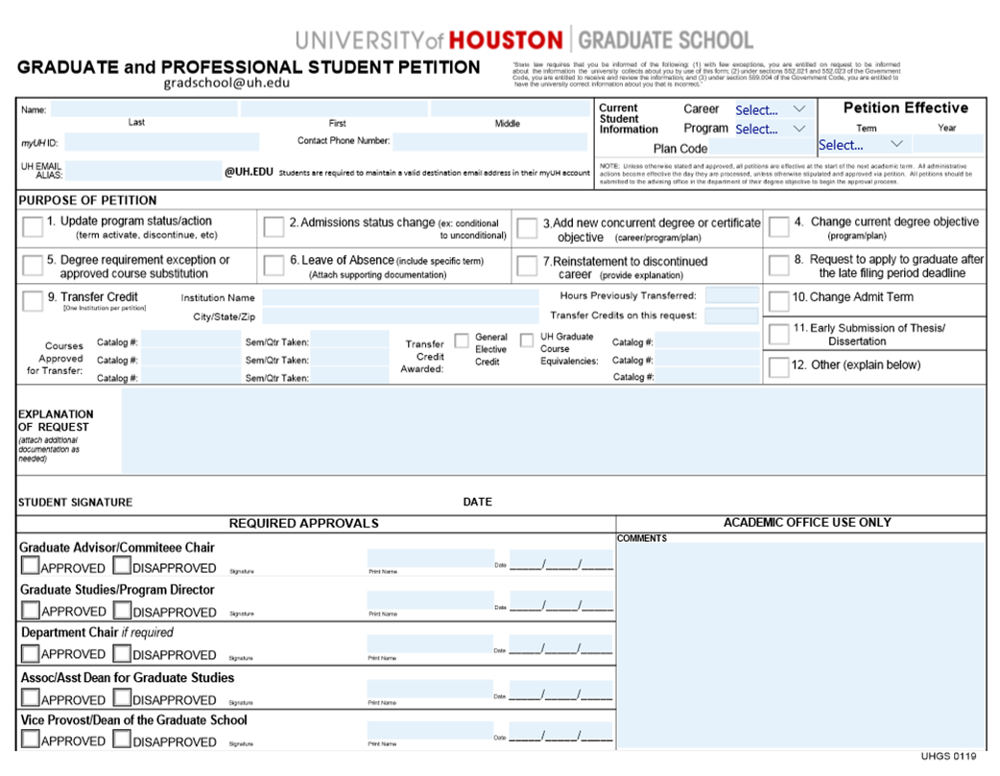 UNIVERSITY of HOUSTON | GRADUATE SCHOOL
GRADUATE and PROFESSIONAL STUDENT PETITION
gradschool@uh.edu
"State law requires that you be informed of the following: (1) with few exceptions, you are entitled on request to be informed
about the information the university collects about you by use of this form; (2) under sections 552.021 and 552.023 of the Government
Code, you are entitled to receive and review the information; and (3) under section 559.004 of the Government Code, you are entitled to
have the university correct information about you that is incorrect."
Name:
Last First Middle
myUH ID: Contact Phone Number:
UH EMAIL
ALIAS: @UH.EDU Students are required to maintain a valid destination email address in their myUH account
Current
Student
Information
Career Select...
Program Select...
Plan Code
Petition Effective
Term Year
Select...
NOTE: Unless otherwise stated and approved, all petitions are effective at the start of the next academic term. All administrative
actions become effective the day they are processed, unless otherwise stipulated and approved via petition. All petitions should be
submitted to the advising office in the department of their degree objective to begin the approval process.
PURPOSE OF PETITION
1. Update program status/action
(term activate, discontinue, etc)
2. Admissions status change (ex: conditional
to unconditional)
3.Add new concurrent degree or certificate
objective (career/program/plan)
4. Change current degree objective
(program/plan)
5. Degree requirement exception or
approved course substitution
6. Leave of Absence (include specific term)
(Attach supporting documentation)
7.Reinstatement to discontinued
career (provide explanation)
8. Request to apply to graduate after
the late filing period deadline
9. Transfer Credit
[One Institution per petition]
Institution Name
City/State/Zip
Hours Previously Transferred:
Transfer Credits on this request:
Courses
Approved
for Transfer:
Catalog #: Sem/Qtr Taken:
Catalog #: Sem/Qtr Taken:
Catalog #: Sem/Qtr Taken:
Transfer
Credit
Awarded:
General
Elective
Credit
UH Graduate
Course
Equivalencies:
Catalog #:
Catalog #:
Catalog #:
10. Change Admit Term
11. Early Submission of Thesis/
Dissertation
12. Other (explain below)
EXPLANATION
OF REQUEST
(attach additional
documentation as
needed)
STUDENT SIGNATURE DATE
REQUIRED APPROVALS
Graduate Advisor/Commiteee Chair
APPROVED DISAPPROVED Signature Print Name Date _____/_____/_____
Graduate Studies/Program Director
APPROVED DISAPPROVED Signature Print Name Date _____/_____/_____
Department Chair if required
APPROVED DISAPPROVED Signature Print Name Date _____/_____/_____
Assoc/Asst Dean for Graduate Studies
APPROVED DISAPPROVED Signature Print Name Date _____/_____/_____
Vice Provost/Dean of the Graduate School
APPROVED DISAPPROVED Signature Print Name Date _____/_____/_____
ACADEMIC OFFICE USE ONLY
COMMENTS
UHGS 0119